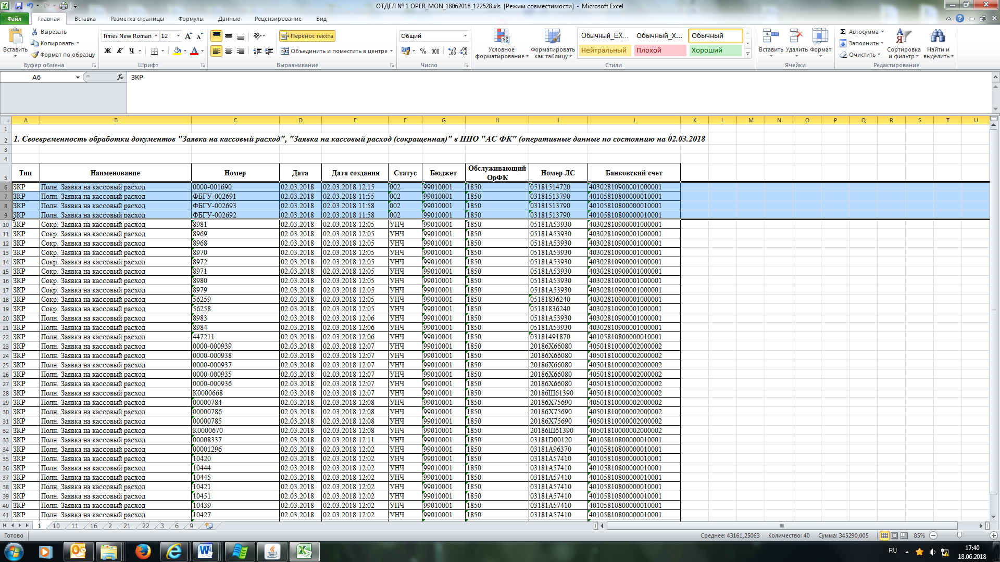 ОТДЕЛ № 1 OPER_MON_18062018_122528.xls [Режим совместимости] - Microsoft Excel
Файл Главная Вставка Разметка страницы Формулы Данные Рецензирование Вид
Вставить Вырезать Копировать Формат по образцу
Times New Roman 12 Ж К Ч
Перенос текста Объединить и поместить в центре
Общий % 000
Условное форматирование Форматировать как таблицу
Обычный_EX... Обычный_X... Обычный
Нейтральный Плохой Хороший
Вставить Удалить Формат
Автосумма Заполнить Очистить Сортировка и фильтр Найти и выделить
Буфер обмена Шрифт Выравнивание Число Стили Ячейки Редактирование
A6 fx ЗКР
A B C D E F G H I J K L M N O P Q R S T U
1
2 1. Своевременность обработки документов "Заявка на кассовый расход", "Заявка на кассовый расход (сокращенная)" в ППО "АС ФК" (оперативные данные по состоянию на 02.03.2018
3
4
5 Тип Наименование Номер Дата Дата создания Статус Бюджет Обслуживающий ОрФК Номер ЛС Банковский счет
6 ЗКР Полн. Заявка на кассовый расход 0000-001690 02.03.2018 02.03.2018 12:15 002 99010001 1850 05181514720 40302810900001000001
7 ЗКР Полн. Заявка на кассовый расход ФБГУ-002691 02.03.2018 02.03.2018 11:55 002 99010001 1850 03181513790 40105810800000010001
8 ЗКР Полн. Заявка на кассовый расход ФБГУ-002693 02.03.2018 02.03.2018 11:58 002 99010001 1850 03181513790 40105810800000010001
9 ЗКР Полн. Заявка на кассовый расход ФБГУ-002692 02.03.2018 02.03.2018 11:58 002 99010001 1850 03181513790 40105810800000010001
10 ЗКР Сокр. Заявка на кассовый расход 8981 02.03.2018 02.03.2018 12:05 УНЧ 99010001 1850 05181А53930 40302810900001000001
11 ЗКР Сокр. Заявка на кассовый расход 8969 02.03.2018 02.03.2018 12:05 УНЧ 99010001 1850 05181А53930 40302810900001000001
12 ЗКР Сокр. Заявка на кассовый расход 8968 02.03.2018 02.03.2018 12:05 УНЧ 99010001 1850 05181А53930 40302810900001000001
13 ЗКР Сокр. Заявка на кассовый расход 8970 02.03.2018 02.03.2018 12:05 УНЧ 99010001 1850 05181А53930 40302810900001000001
14 ЗКР Сокр. Заявка на кассовый расход 8972 02.03.2018 02.03.2018 12:05 УНЧ 99010001 1850 05181А53930 40302810900001000001
15 ЗКР Сокр. Заявка на кассовый расход 8971 02.03.2018 02.03.2018 12:05 УНЧ 99010001 1850 05181А53930 40302810900001000001
16 ЗКР Сокр. Заявка на кассовый расход 8980 02.03.2018 02.03.2018 12:05 УНЧ 99010001 1850 05181А53930 40302810900001000001
17 ЗКР Сокр. Заявка на кассовый расход 8979 02.03.2018 02.03.2018 12:05 УНЧ 99010001 1850 05181А53930 40302810900001000001
18 ЗКР Сокр. Заявка на кассовый расход 56259 02.03.2018 02.03.2018 12:05 УНЧ 99010001 1850 05181836240 40302810900001000001
19 ЗКР Сокр. Заявка на кассовый расход 56258 02.03.2018 02.03.2018 12:05 УНЧ 99010001 1850 05181836240 40302810900001000001
20 ЗКР Полн. Заявка на кассовый расход 8983 02.03.2018 02.03.2018 12:06 УНЧ 99010001 1850 05181А53930 40302810900001000001
21 ЗКР Полн. Заявка на кассовый расход 8984 02.03.2018 02.03.2018 12:06 УНЧ 99010001 1850 05181А53930 40302810900001000001
22 ЗКР Полн. Заявка на кассовый расход 447211 02.03.2018 02.03.2018 12:06 УНЧ 99010001 1850 03181491870 40105810800000010001
23 ЗКР Полн. Заявка на кассовый расход 0000-000939 02.03.2018 02.03.2018 12:07 УНЧ 99010001 1850 20186Х66080 40501810000002000002
24 ЗКР Полн. Заявка на кассовый расход 0000-000938 02.03.2018 02.03.2018 12:07 УНЧ 99010001 1850 20186Х66080 40501810000002000002
25 ЗКР Полн. Заявка на кассовый расход 0000-000937 02.03.2018 02.03.2018 12:07 УНЧ 99010001 1850 20186Х66080 40501810000002000002
26 ЗКР Полн. Заявка на кассовый расход 0000-000935 02.03.2018 02.03.2018 12:07 УНЧ 99010001 1850 20186Х66080 40501810000002000002
27 ЗКР Полн. Заявка на кассовый расход 0000-000936 02.03.2018 02.03.2018 12:07 УНЧ 99010001 1850 20186Х66080 40501810000002000002
28 ЗКР Полн. Заявка на кассовый расход К0000668 02.03.2018 02.03.2018 12:07 УНЧ 99010001 1850 20186Ш61390 40501810000002000002
29 ЗКР Полн. Заявка на кассовый расход 00000784 02.03.2018 02.03.2018 12:08 УНЧ 99010001 1850 20186Х75690 40501810000002000002
30 ЗКР Полн. Заявка на кассовый расход 00000786 02.03.2018 02.03.2018 12:08 УНЧ 99010001 1850 20186Х75690 40501810000002000002
31 ЗКР Полн. Заявка на кассовый расход 00000785 02.03.2018 02.03.2018 12:08 УНЧ 99010001 1850 20186Х75690 40501810000002000002
32 ЗКР Полн. Заявка на кассовый расход К0000670 02.03.2018 02.03.2018 12:08 УНЧ 99010001 1850 20186Ш61390 40501810000002000002
33 ЗКР Полн. Заявка на кассовый расход 00008337 02.03.2018 02.03.2018 12:11 УНЧ 99010001 1850 03181D00120 40105810800000010001
34 ЗКР Полн. Заявка на кассовый расход 00001296 02.03.2018 02.03.2018 12:02 УНЧ 99010001 1850 03181А96370 40105810800000010001
35 ЗКР Полн. Заявка на кассовый расход 10420 02.03.2018 02.03.2018 12:02 УНЧ 99010001 1850 03181А57410 40105810800000010001
36 ЗКР Полн. Заявка на кассовый расход 10444 02.03.2018 02.03.2018 12:02 УНЧ 99010001 1850 03181А57410 40105810800000010001
37 ЗКР Полн. Заявка на кассовый расход 10445 02.03.2018 02.03.2018 12:02 УНЧ 99010001 1850 03181А57410 40105810800000010001
38 ЗКР Полн. Заявка на кассовый расход 10421 02.03.2018 02.03.2018 12:02 УНЧ 99010001 1850 03181А57410 40105810800000010001
39 ЗКР Полн. Заявка на кассовый расход 10451 02.03.2018 02.03.2018 12:02 УНЧ 99010001 1850 03181А57410 40105810800000010001
40 ЗКР Полн. Заявка на кассовый расход 10439 02.03.2018 02.03.2018 12:02 УНЧ 99010001 1850 03181А57410 40105810800000010001
41 ЗКР Полн. Заявка на кассовый расход 10427 02.03.2018 02.03.2018 12:02 УНЧ 99010001 1850 03181А57410 40105810800000010001
1 10 11 16 2 21 22 3 6 9
Готово Среднее: 43161,25063 Количество: 40 Сумма: 345290,005 85%
RU 17:40
18.06.2018